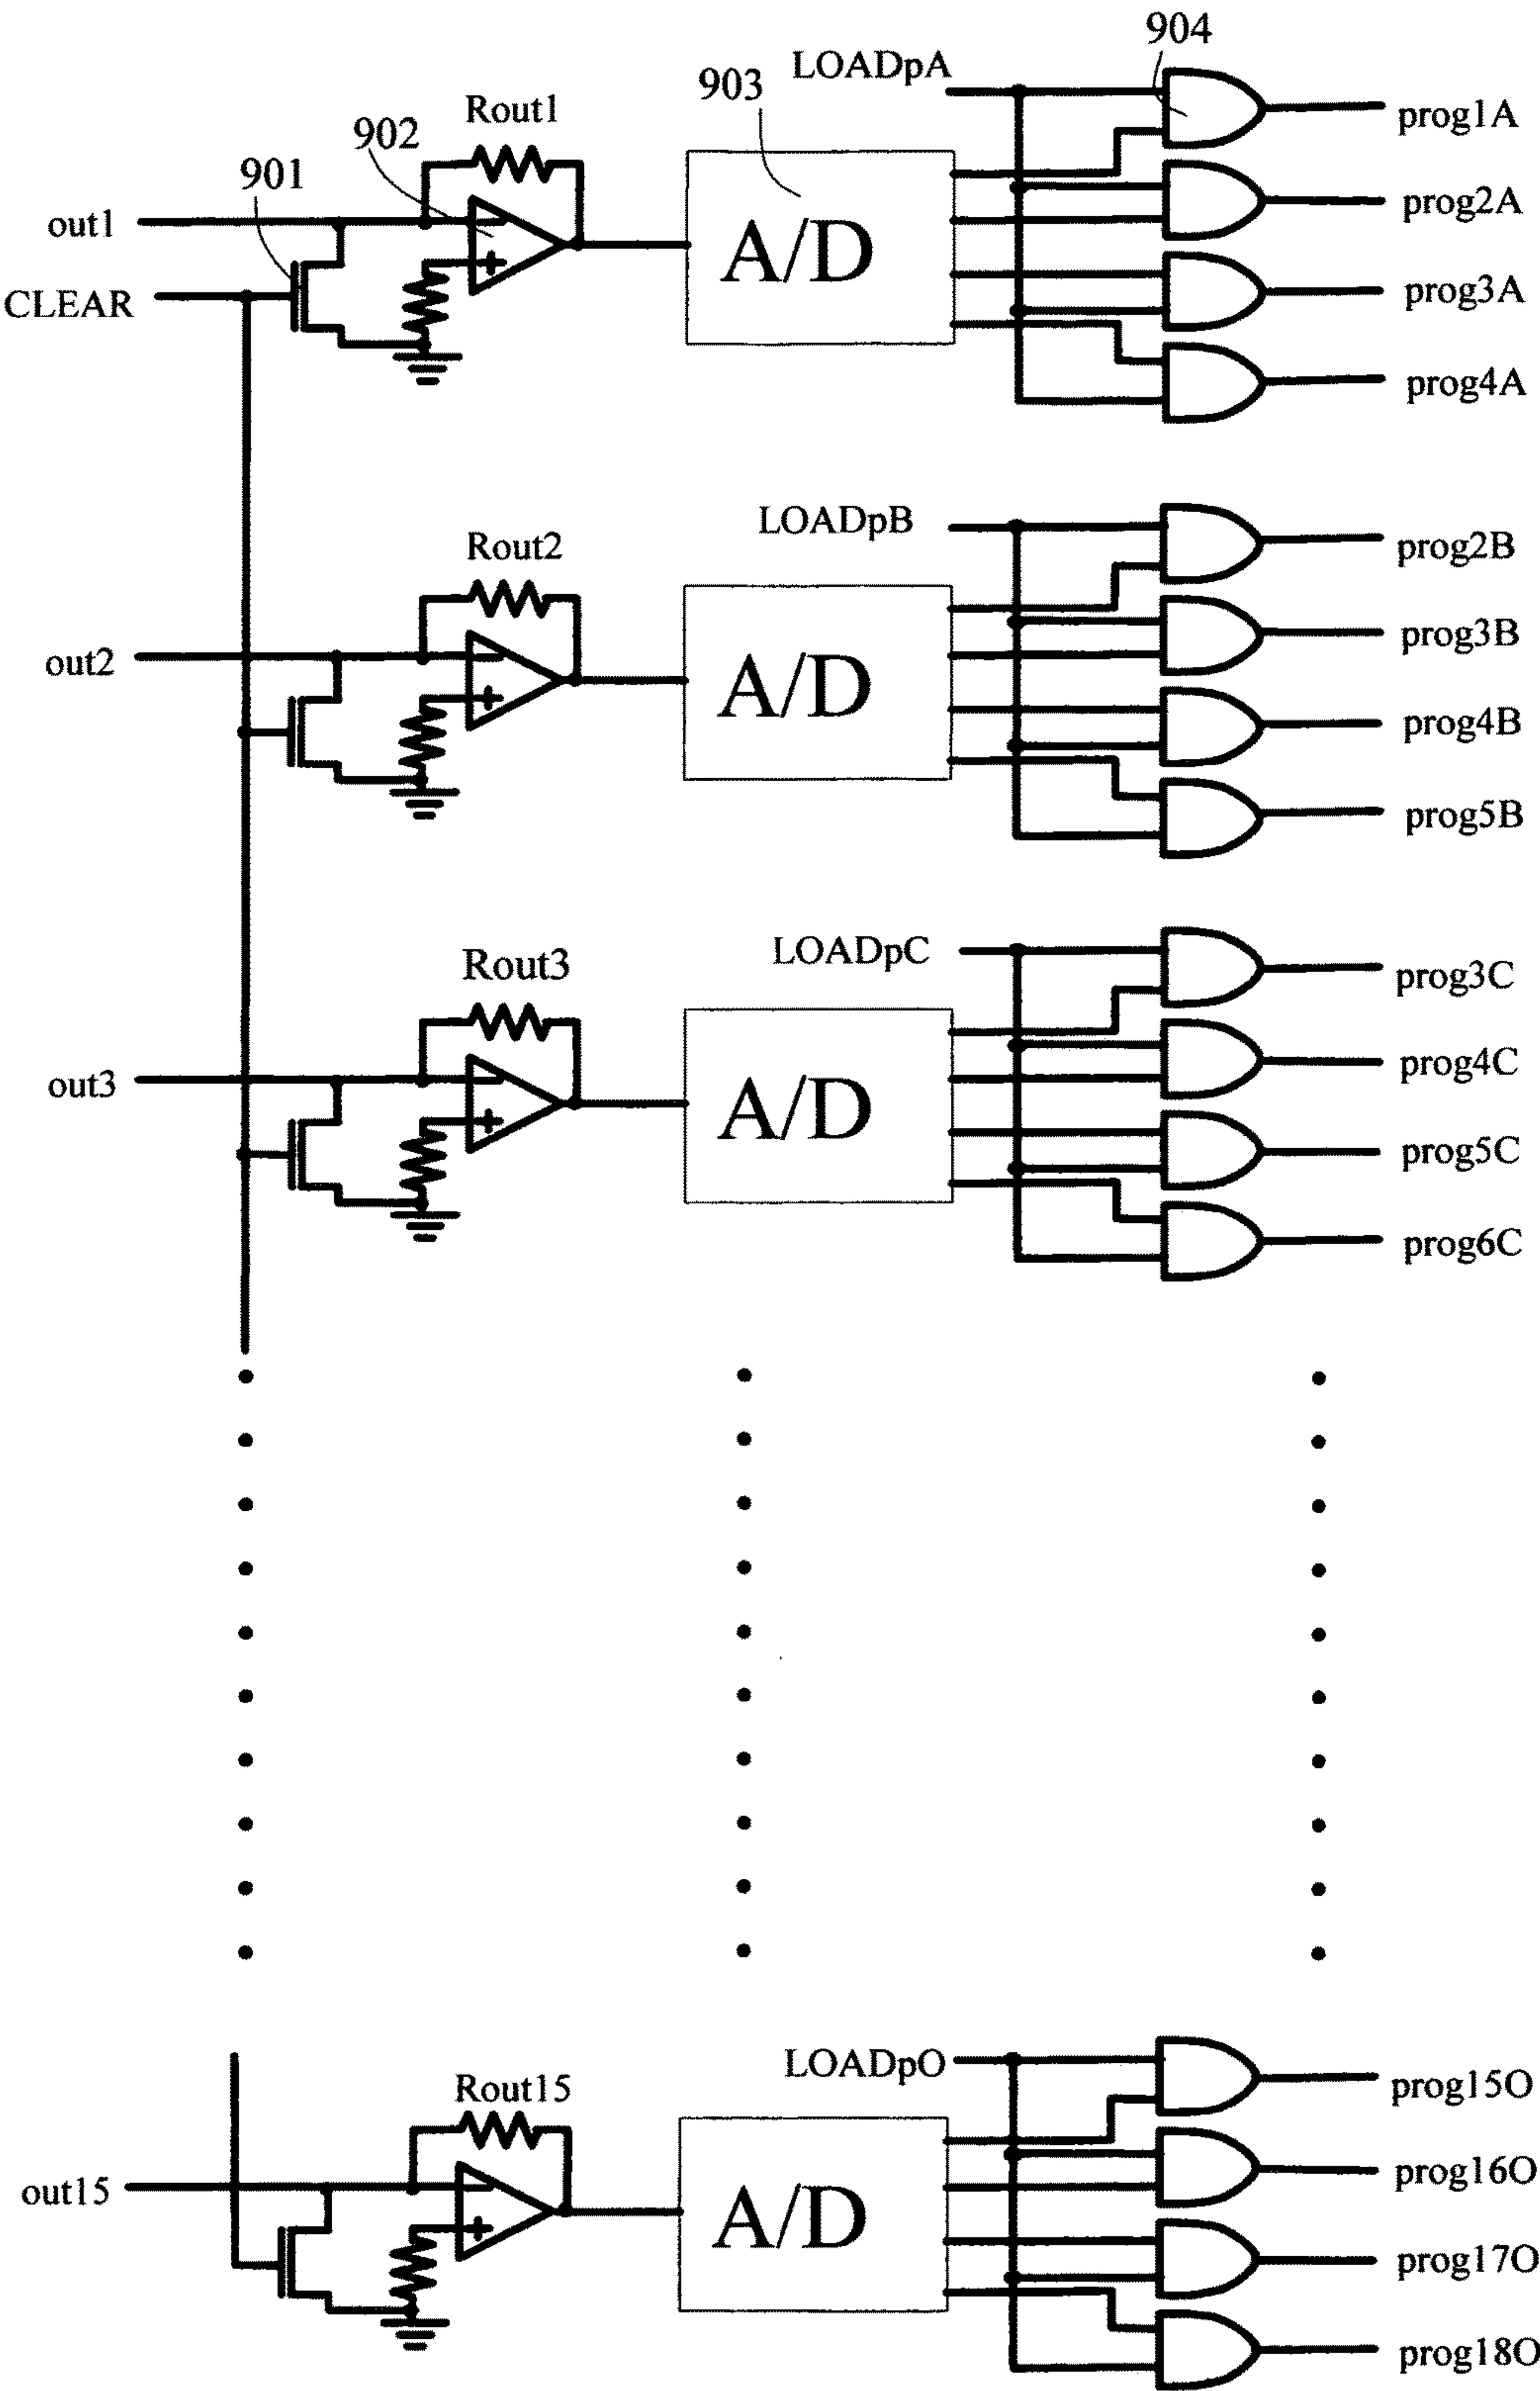 904
LOADpA
903
Rout1
902
901
prog1A
out1
A/D
prog2A
CLEAR
prog3A
prog4A
LOADpB
Rout2
prog2B
out2
A/D
prog3B
prog4B
prog5B
LOADpC
Rout3
prog3C
out3
A/D
prog4C
prog5C
prog6C
LOADpO
Rout15
prog15O
out15
A/D
prog16O
prog17O
prog18O